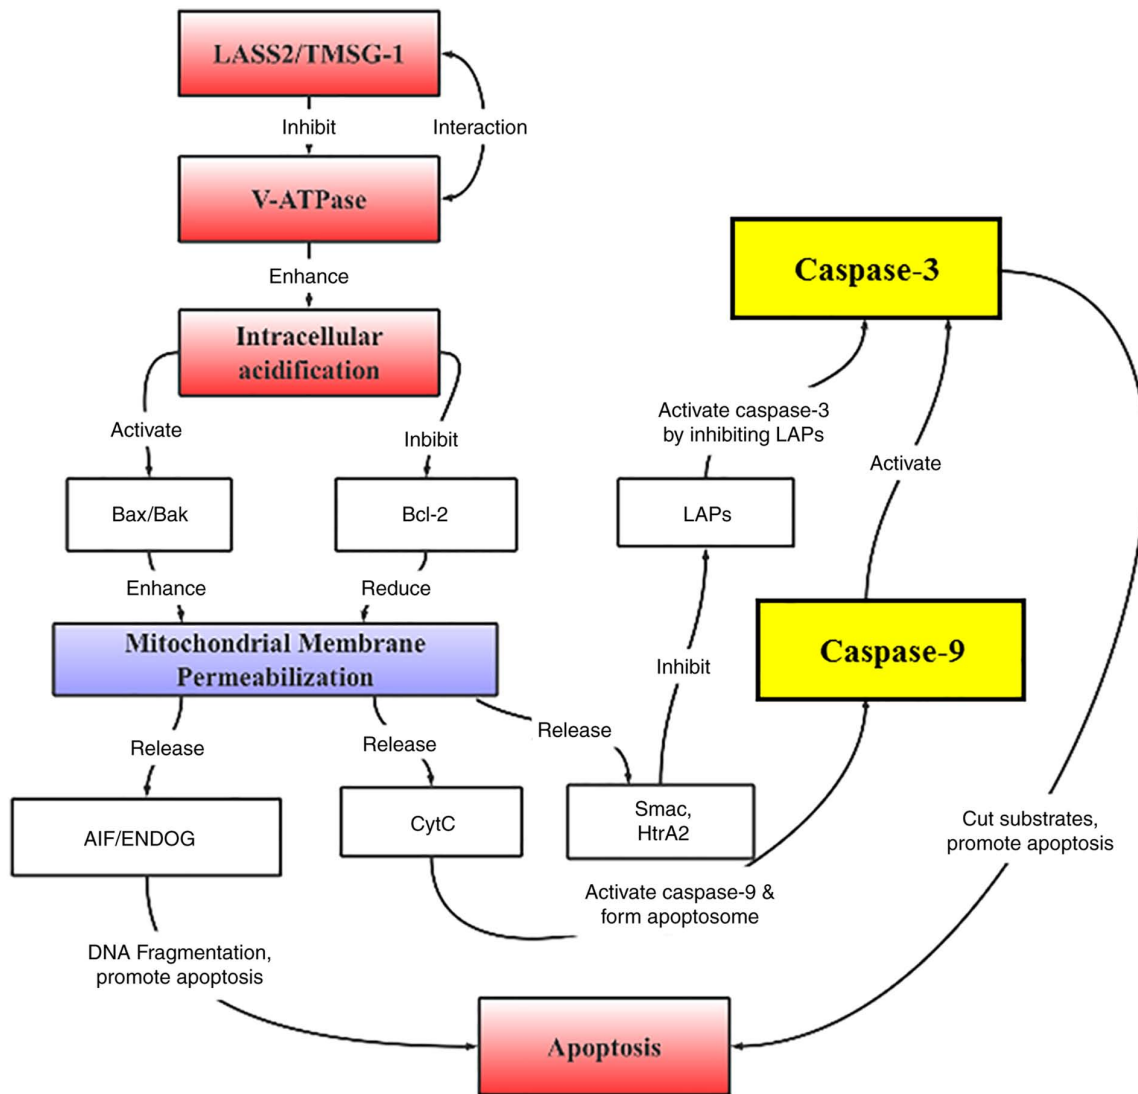 LASS2/TMSG-1
Inhibit
Interaction
V-ATPase
Enhance
Intracellular
acidification
Activate
Inbibit
Bax/Bak
Bcl-2
Enhance
Reduce
Mitochondrial Membrane
Permeabilization
Release
Release
Release
AIF/ENDOG
CytC
Smac,
HtrA2
Inhibit
LAPs
Activate caspase-3
by inhibiting LAPs
Caspase-3
Activate
Caspase-9
Activate caspase-9 &
form apoptosome
Cut substrates,
promote apoptosis
DNA Fragmentation,
promote apoptosis
Apoptosis